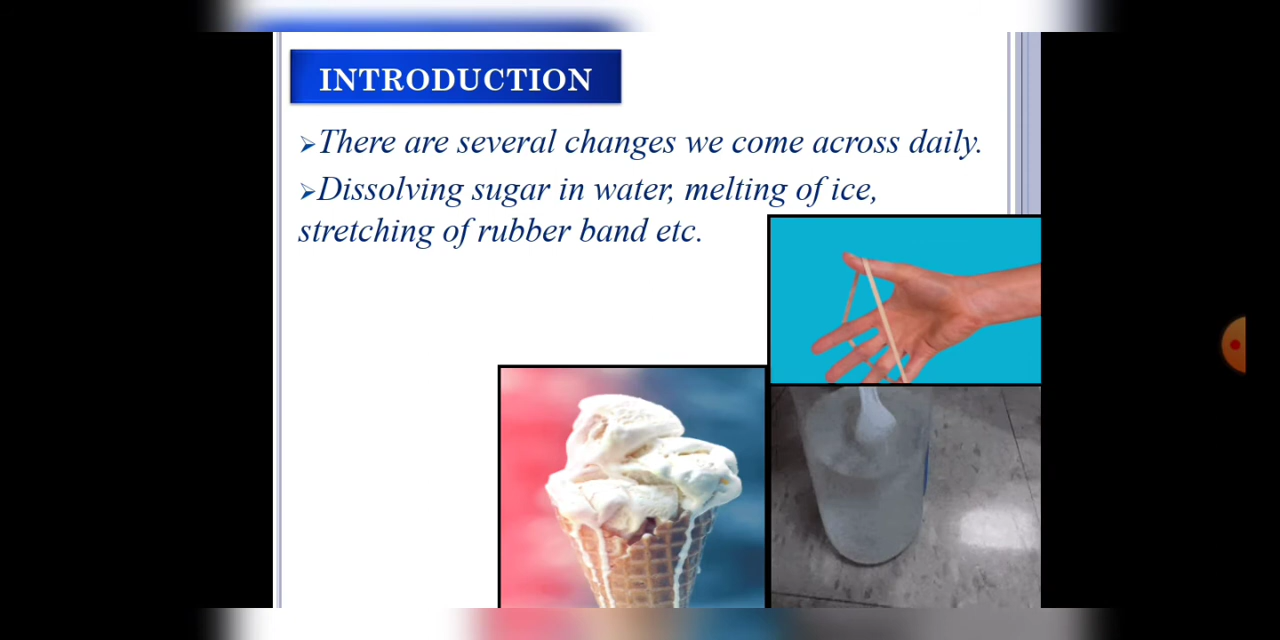 INTRODUCTION
➢There are several changes we come across daily.
➢Dissolving sugar in water, melting of ice,
stretching of rubber band etc.